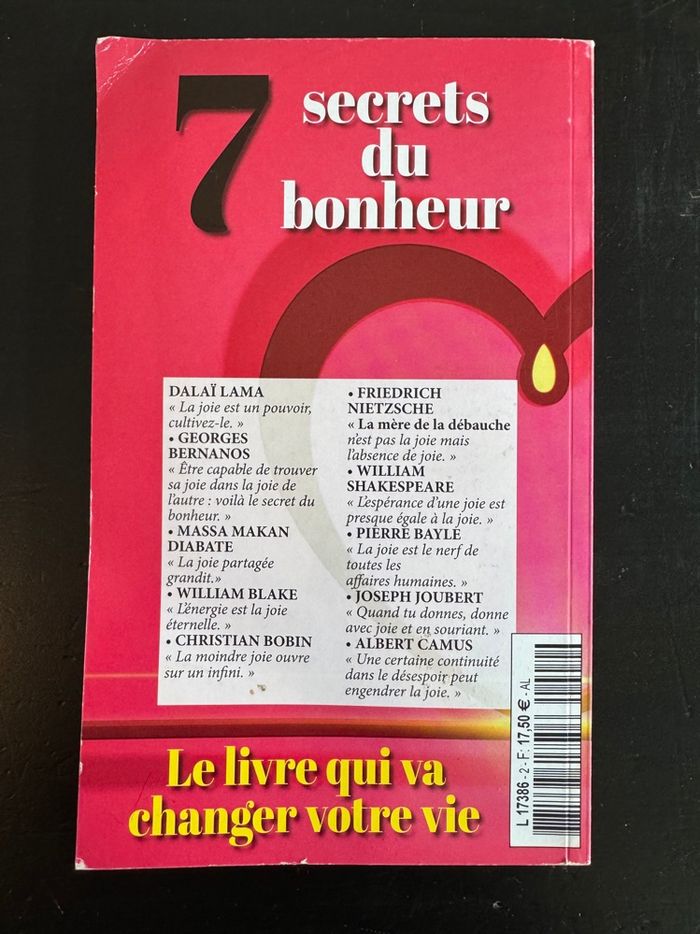 7
secrets
du
bonheur
DALAÏ LAMA
« La joie est un pouvoir,
cultivez-le. »
• GEORGES
BERNANOS
« Être capable de trouver
sa joie dans la joie de
l’autre : voilà le secret du
bonheur. »
• MASSA MAKAN
DIABATE
« La joie partagée
grandit.»
• WILLIAM BLAKE
« L’énergie est la joie
éternelle. »
• CHRISTIAN BOBIN
« La moindre joie ouvre
sur un infini. »
• FRIEDRICH
NIETZSCHE
« La mère de la débauche
n’est pas la joie mais
l’absence de joie. »
• WILLIAM
SHAKESPEARE
« L’espérance d’une joie est
presque égale à la joie. »
• PIERRE BAYLE
« La joie est le nerf de
toutes les
affaires humaines. »
• JOSEPH JOUBERT
« Quand tu donnes, donne
avec joie et en souriant. »
• ALBERT CAMUS
« Une certaine continuité
dans le désespoir peut
engendrer la joie. »
L 17386 - 2 - F: 17,50 € - AL
Le livre qui va
changer votre vie